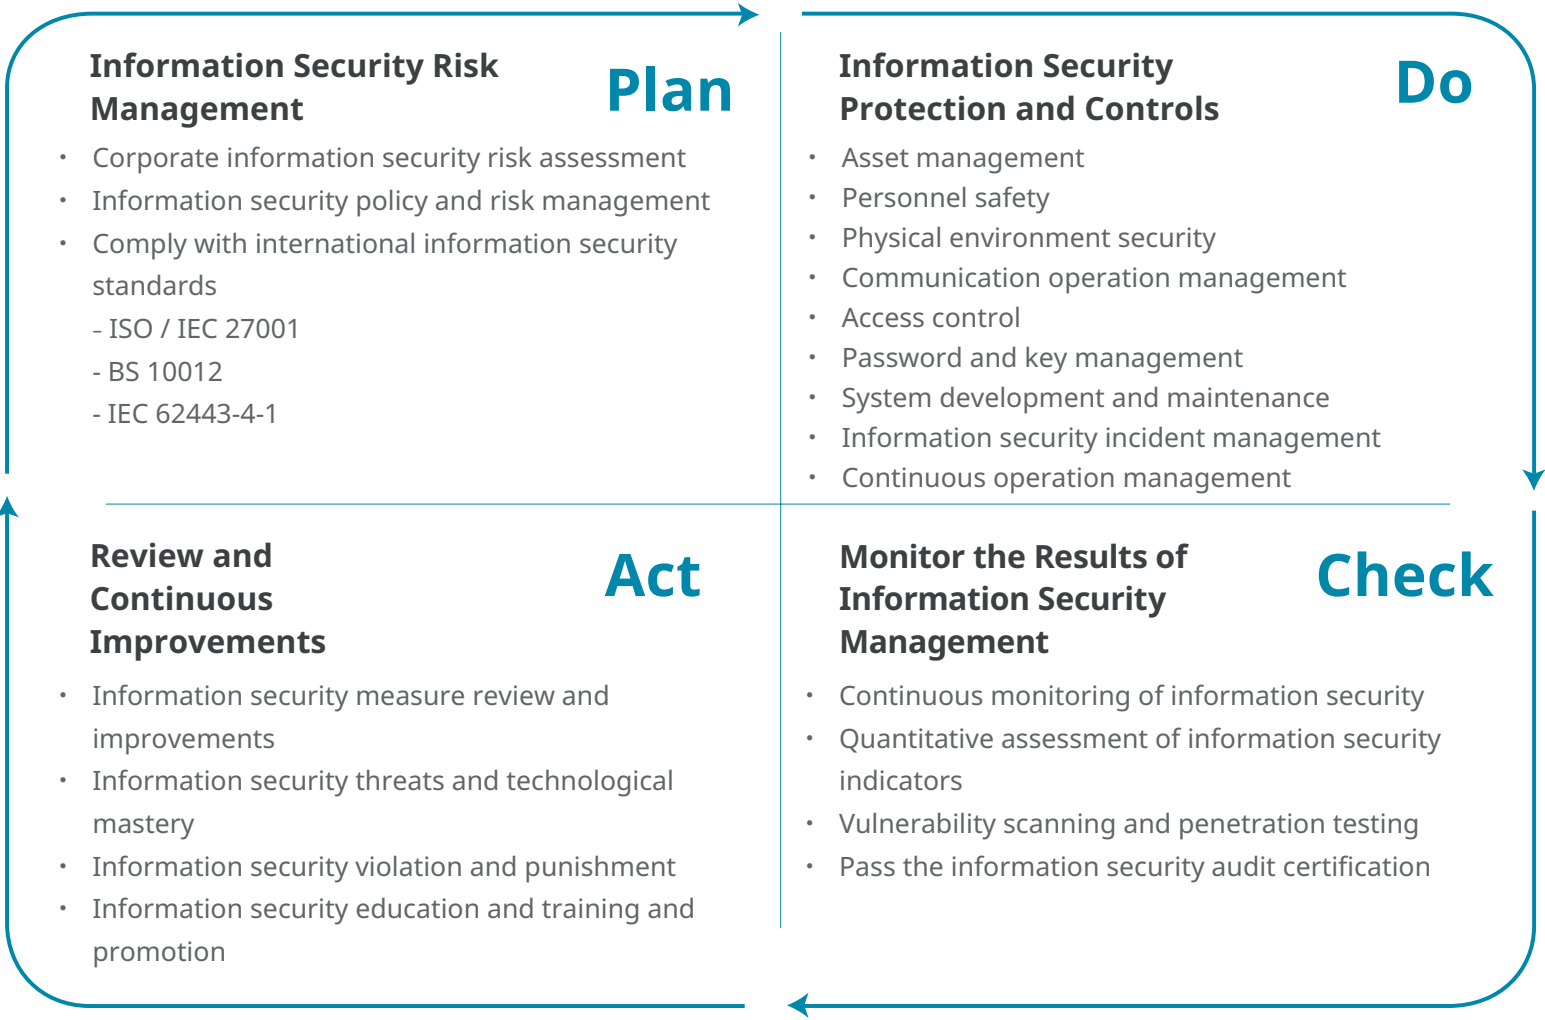 Information Security Risk
Management
Plan
• Corporate information security risk assessment
• Information security policy and risk management
• Comply with international information security
standards
– ISO / IEC 27001
- BS 10012
- IEC 62443-4-1
Information Security
Protection and Controls
Do
• Asset management
• Personnel safety
• Physical environment security
• Communication operation management
• Access control
• Password and key management
• System development and maintenance
• Information security incident management
• Continuous operation management
Review and
Continuous
Improvements
Act
• Information security measure review and
improvements
• Information security threats and technological
mastery
• Information security violation and punishment
• Information security education and training and
promotion
Monitor the Results of
Information Security
Management
Check
• Continuous monitoring of information security
• Quantitative assessment of information security
indicators
• Vulnerability scanning and penetration testing
• Pass the information security audit certification